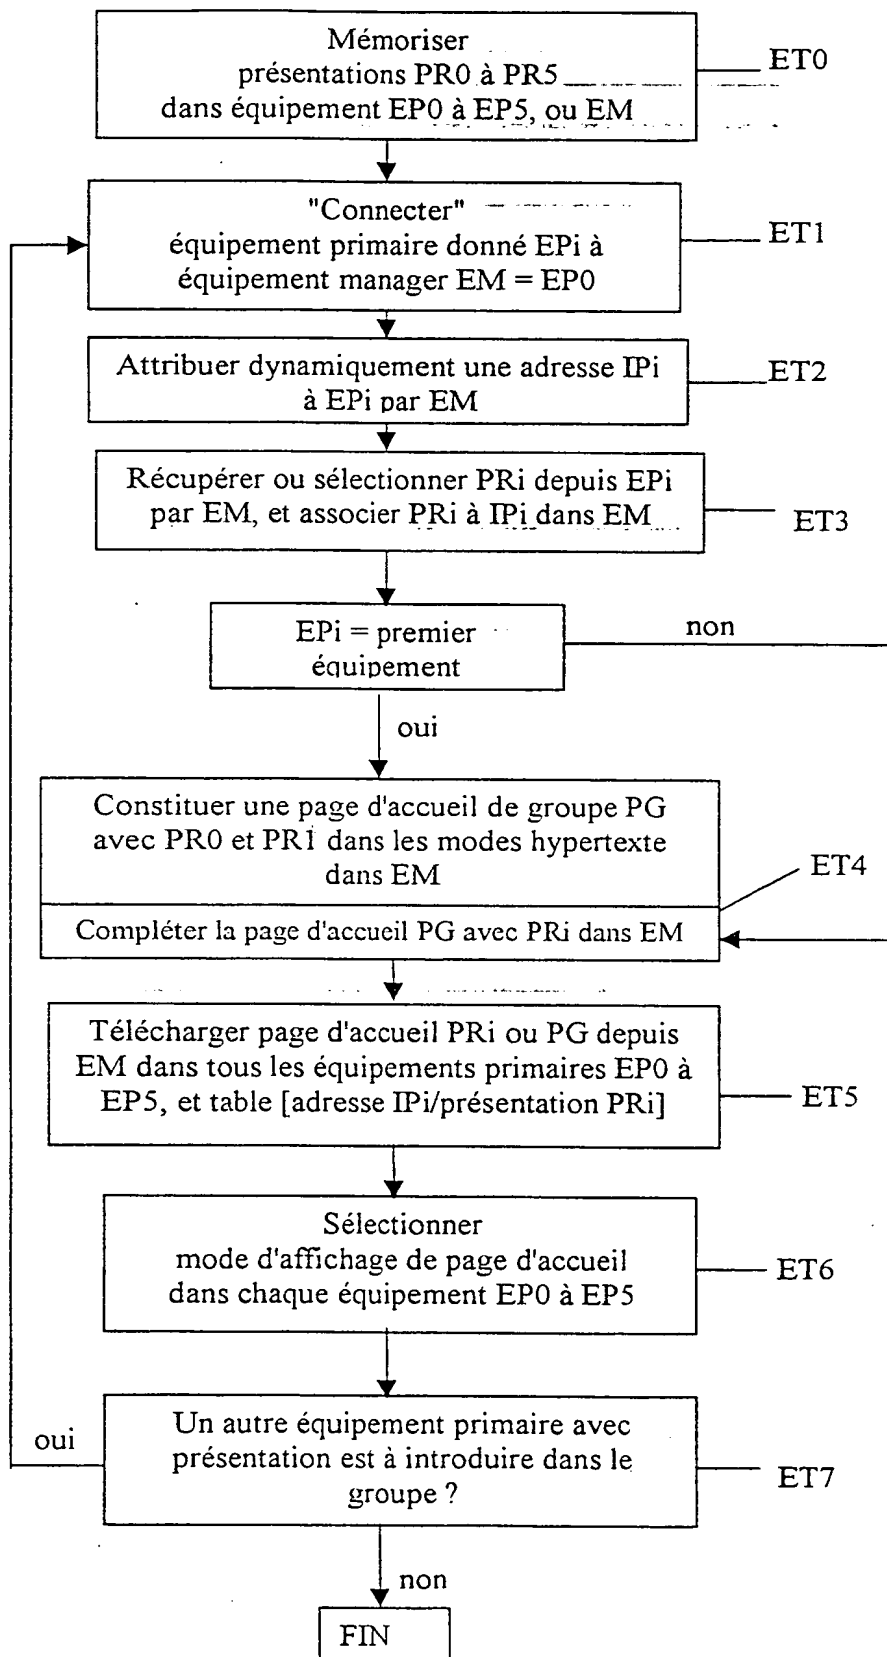 Mémoriser
présentations PR0 à PR5
dans équipement EP0 à EP5, ou EM
ET0
"Connecter"
équipement primaire donné EPi à
équipement manager EM = EP0
ET1
Attribuer dynamiquement une adresse IPi
à EPi par EM
ET2
Récupérer ou sélectionner PRi depuis EPi
par EM, et associer PRi à IPi dans EM
ET3
EPi = premier
équipement
non
oui
Constituer une page d'accueil de groupe PG
avec PR0 et PR1 dans les modes hypertexte
dans EM
ET4
Compléter la page d'accueil PG avec PRi dans EM
Télécharger page d'accueil PRi ou PG depuis
EM dans tous les équipements primaires EP0 à
EP5, et table [adresse IPi/présentation PRi]
ET5
Sélectionner
mode d'affichage de page d'accueil
dans chaque équipement EP0 à EP5
ET6
Un autre équipement primaire avec
présentation est à introduire dans le
groupe ?
oui
ET7
non
FIN